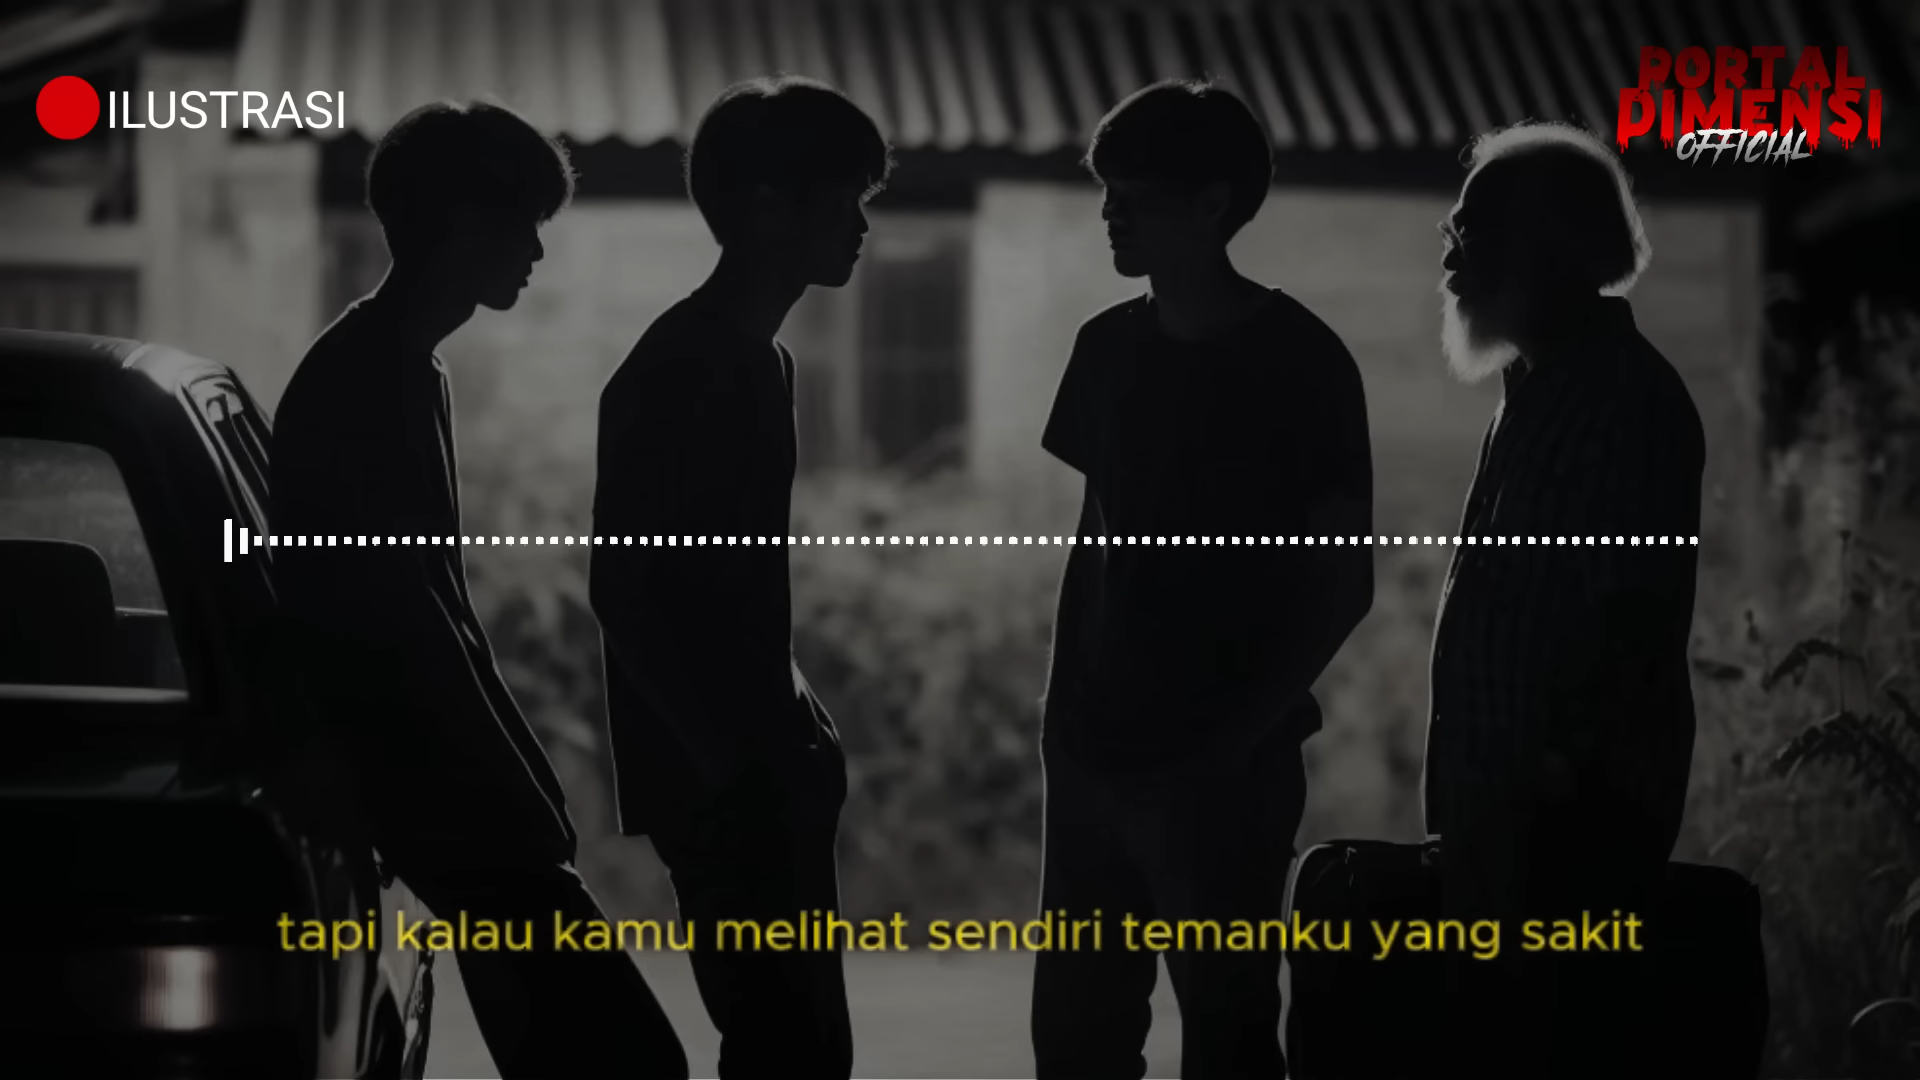 ILUSTRASI
PORTAL
DIMENSI
OFFICIAL
tapi kalau kamu melihat sendiri temanku yang sakit